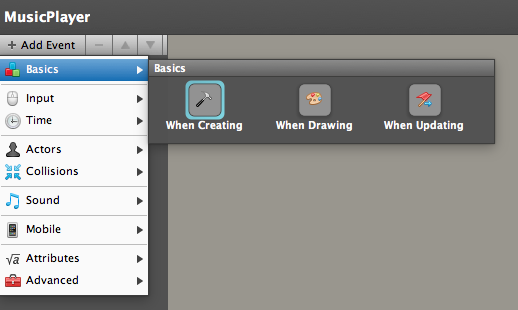 MusicPlayer
+ Add Event
Basics
Basics
When Creating When Drawing When Updating
Input
Time
Actors
Collisions
Sound
Mobile
√a Attributes
Advanced